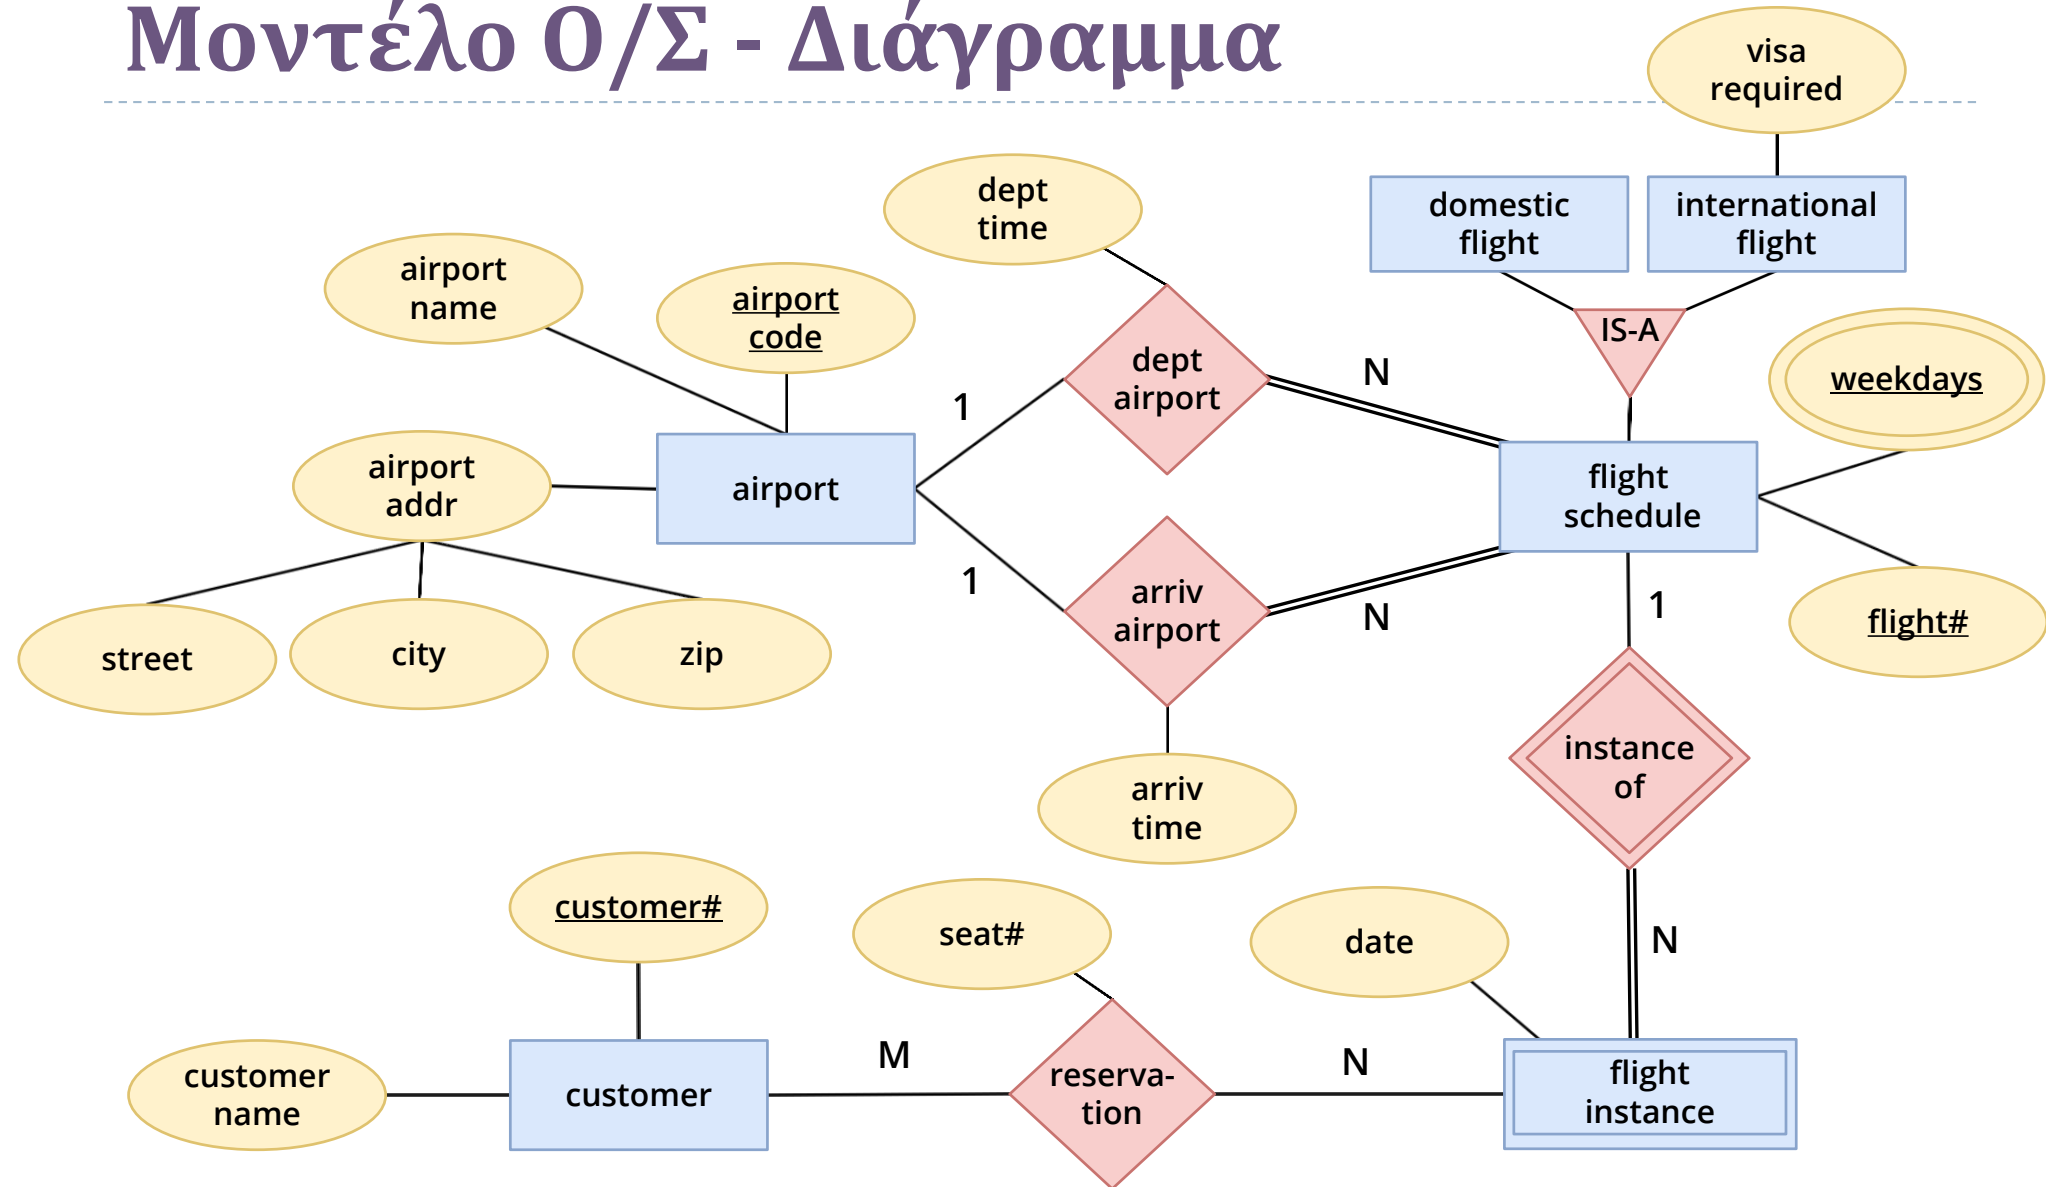 Μοντέλο Ο/Σ - Διάγραμμα
visa
required
dept
time
domestic
flight
international
flight
airport
name
airport
code
IS-A
dept
airport
N
weekdays
1
airport
addr
airport
flight
schedule
1
arriv
airport
N
1
flight#
street
city
zip
instance
of
arriv
time
customer#
seat#
date
N
customer
name
customer
M
reserva-
tion
N
flight
instance